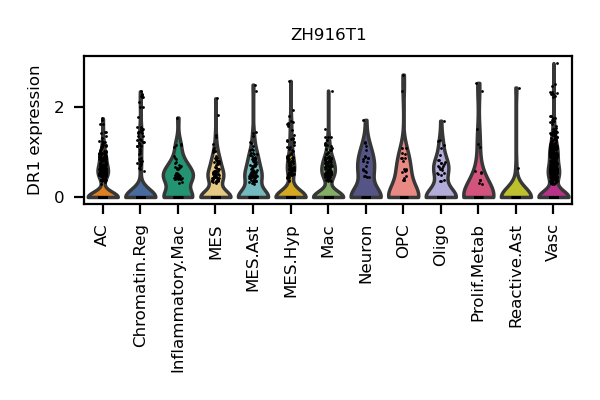 ZH916T1
DR1 expression
2
0
AC
Chromatin.Reg
Inflammatory.Mac
MES
MES.Ast
MES.Hyp
Mac
Neuron
OPC
Oligo
Prolif.Metab
Reactive.Ast
Vasc